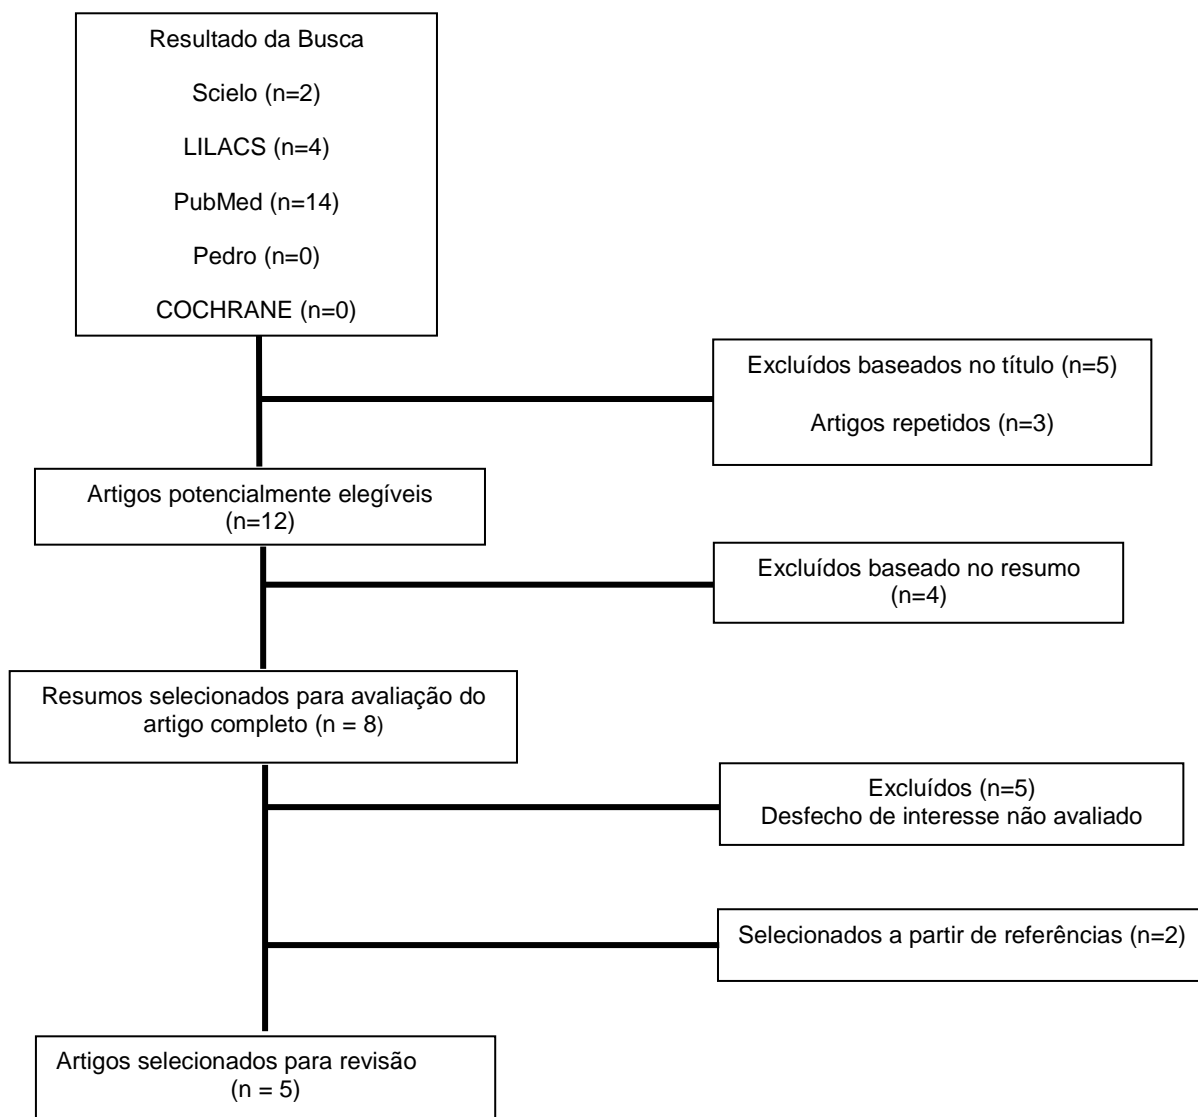 Resultado da Busca
Scielo (n=2)
LILACS (n=4)
PubMed (n=14)
Pedro (n=0)
COCHRANE (n=0)
Excluídos baseados no título (n=5)
Artigos repetidos (n=3)
Artigos potencialmente elegíveis
(n=12)
Excluídos baseado no resumo
(n=4)
Resumos selecionados para avaliação do
artigo completo (n = 8)
Excluídos (n=5)
Desfecho de interesse não avaliado
Selecionados a partir de referências (n=2)
Artigos selecionados para revisão
(n = 5)